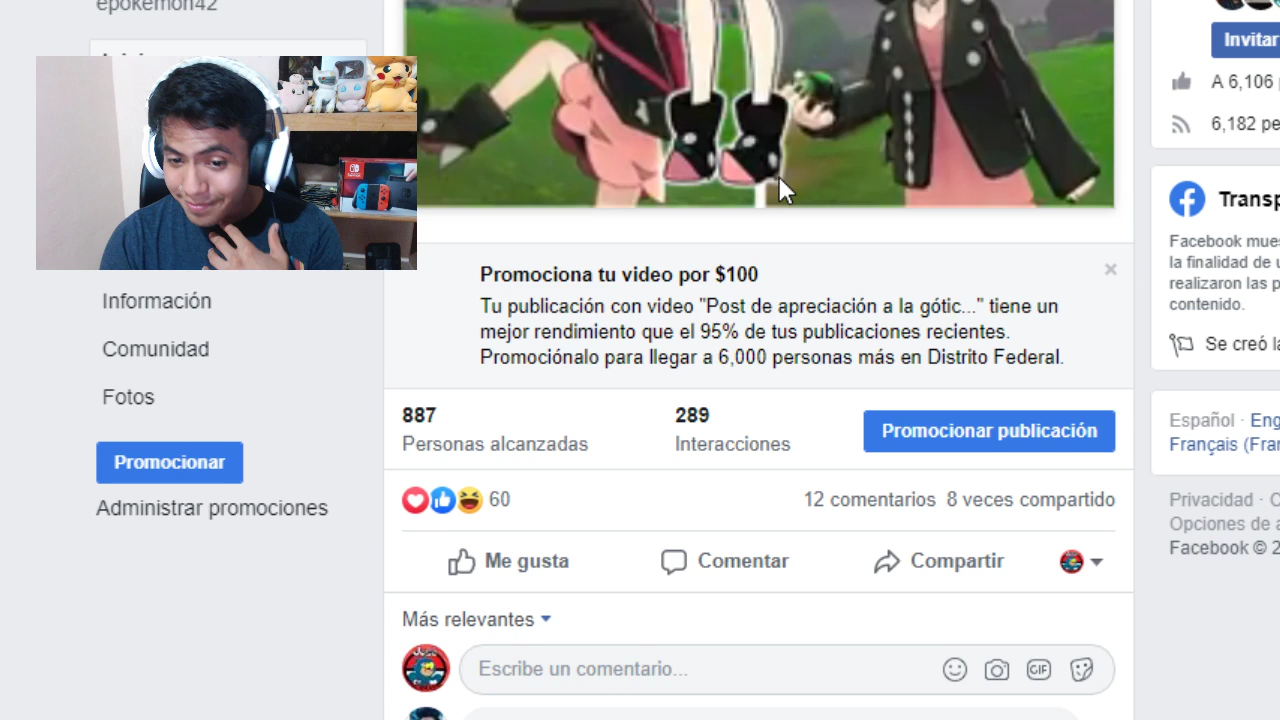 epokemon42
Información
Comunidad
Fotos
Promocionar
Administrar promociones
Promociona tu video por $100
Tu publicación con video "Post de apreciación a la gótic..." tiene un
mejor rendimiento que el 95% de tus publicaciones recientes.
Promociónalo para llegar a 6,000 personas más en Distrito Federal.
887
Personas alcanzadas
289
Interacciones
Promocionar publicación
60
12 comentarios 8 veces compartido
Me gusta
Comentar
Compartir
Más relevantes
Escribe un comentario...
GIF
Invitar
A 6,106
6,182 pe
Transp
Facebook mues
la finalidad de u
realizaron las p
contenido.
Se creó la
Español · Eng
Français (Fran
Privacidad · C
Opciones de a
Facebook © 2